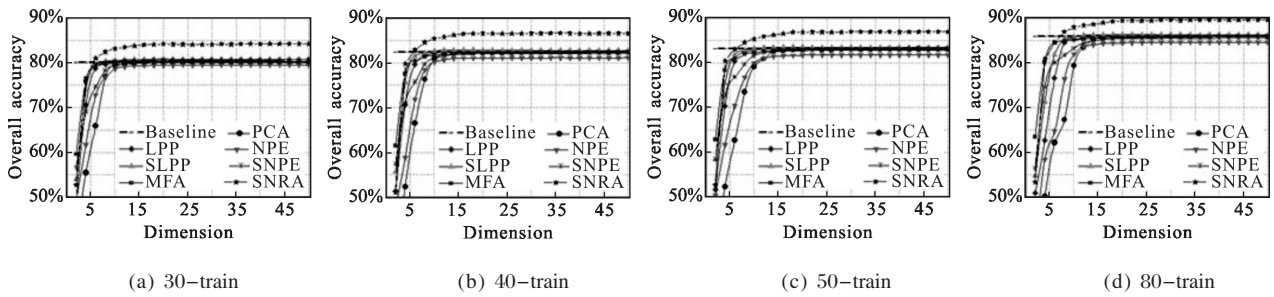 90%
80%
70%
60%
50%
Overall accuracy
Baseline
LPP
SLPP
MFA
PCA
NPE
SNPE
SNRA
5 15 25 35 45
Dimension
(a) 30-train
90%
80%
70%
60%
50%
Overall accuracy
Baseline
LPP
SLPP
MFA
PCA
NPE
SNPE
SNRA
5 15 25 35 45
Dimension
(b) 40-train
90%
80%
70%
60%
50%
Overall accuracy
Baseline
LPP
SLPP
MFA
PCA
NPE
SNPE
SNRA
5 15 25 35 45
Dimension
(c) 50-train
90%
80%
70%
60%
50%
Overall accuracy
Baseline
LPP
SLPP
MFA
PCA
NPE
SNPE
SNRA
5 15 25 35 45
Dimension
(d) 80-train